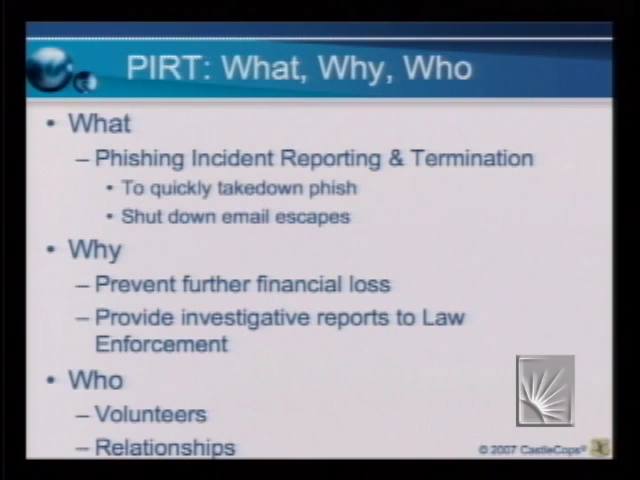 PIRT: What, Why, Who
• What
– Phishing Incident Reporting & Termination
• To quickly takedown phish
• Shut down email escapes
• Why
– Prevent further financial loss
– Provide investigative reports to Law
Enforcement
• Who
– Volunteers
– Relationships
© 2007 CastleCops®